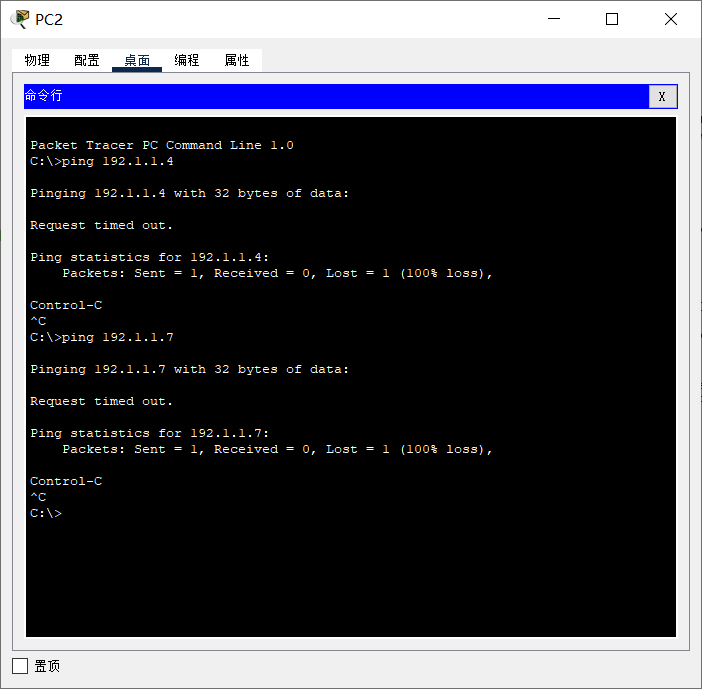 PC2
物理 配置 桌面 编程 属性
命令行 X
Packet Tracer PC Command Line 1.0
C:\>ping 192.1.1.4
Pinging 192.1.1.4 with 32 bytes of data:
Request timed out.
Ping statistics for 192.1.1.4:
Packets: Sent = 1, Received = 0, Lost = 1 (100% loss),
Control-C
^C
C:\>ping 192.1.1.7
Pinging 192.1.1.7 with 32 bytes of data:
Request timed out.
Ping statistics for 192.1.1.7:
Packets: Sent = 1, Received = 0, Lost = 1 (100% loss),
Control-C
^C
C:\>
置顶